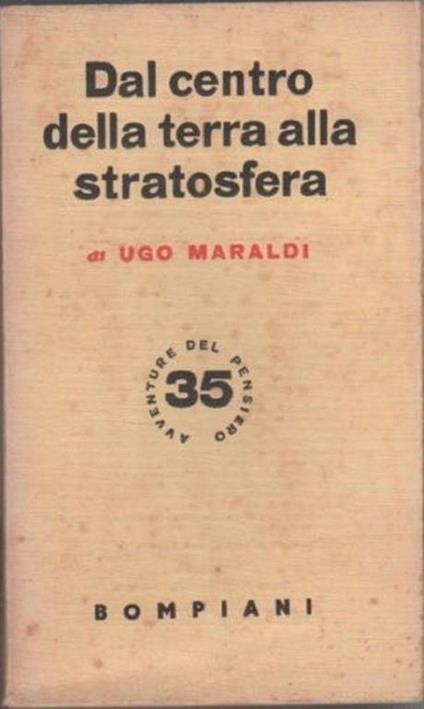 Dal centro
della terra alla
stratosfera
di UGO MARALDI
AVVENTURE DEL PENSIERO
35
BOMPIANI